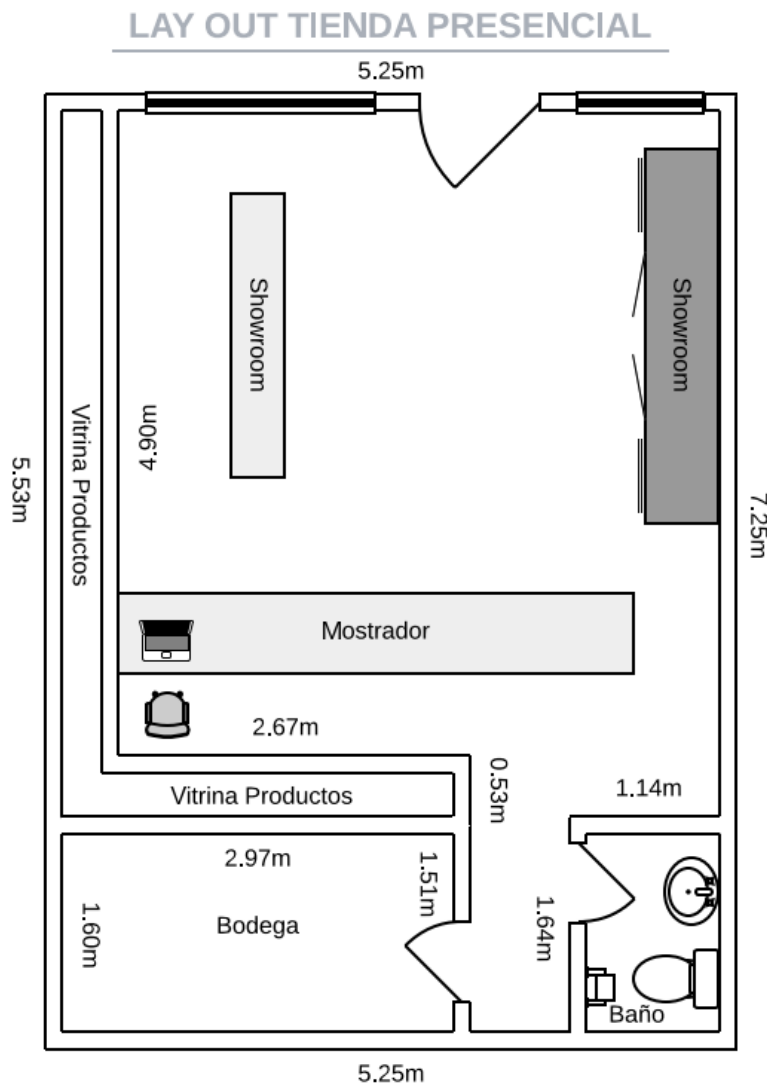 LAY OUT TIENDA PRESENCIAL
5.25m
Showroom
Showroom
4.90m
Vitrina Productos
5.53m
7.25m
Mostrador
2.67m
0.53m
1.14m
Vitrina Productos
2.97m
1.51m
1.60m
Bodega
1.64m
Baño
5.25m